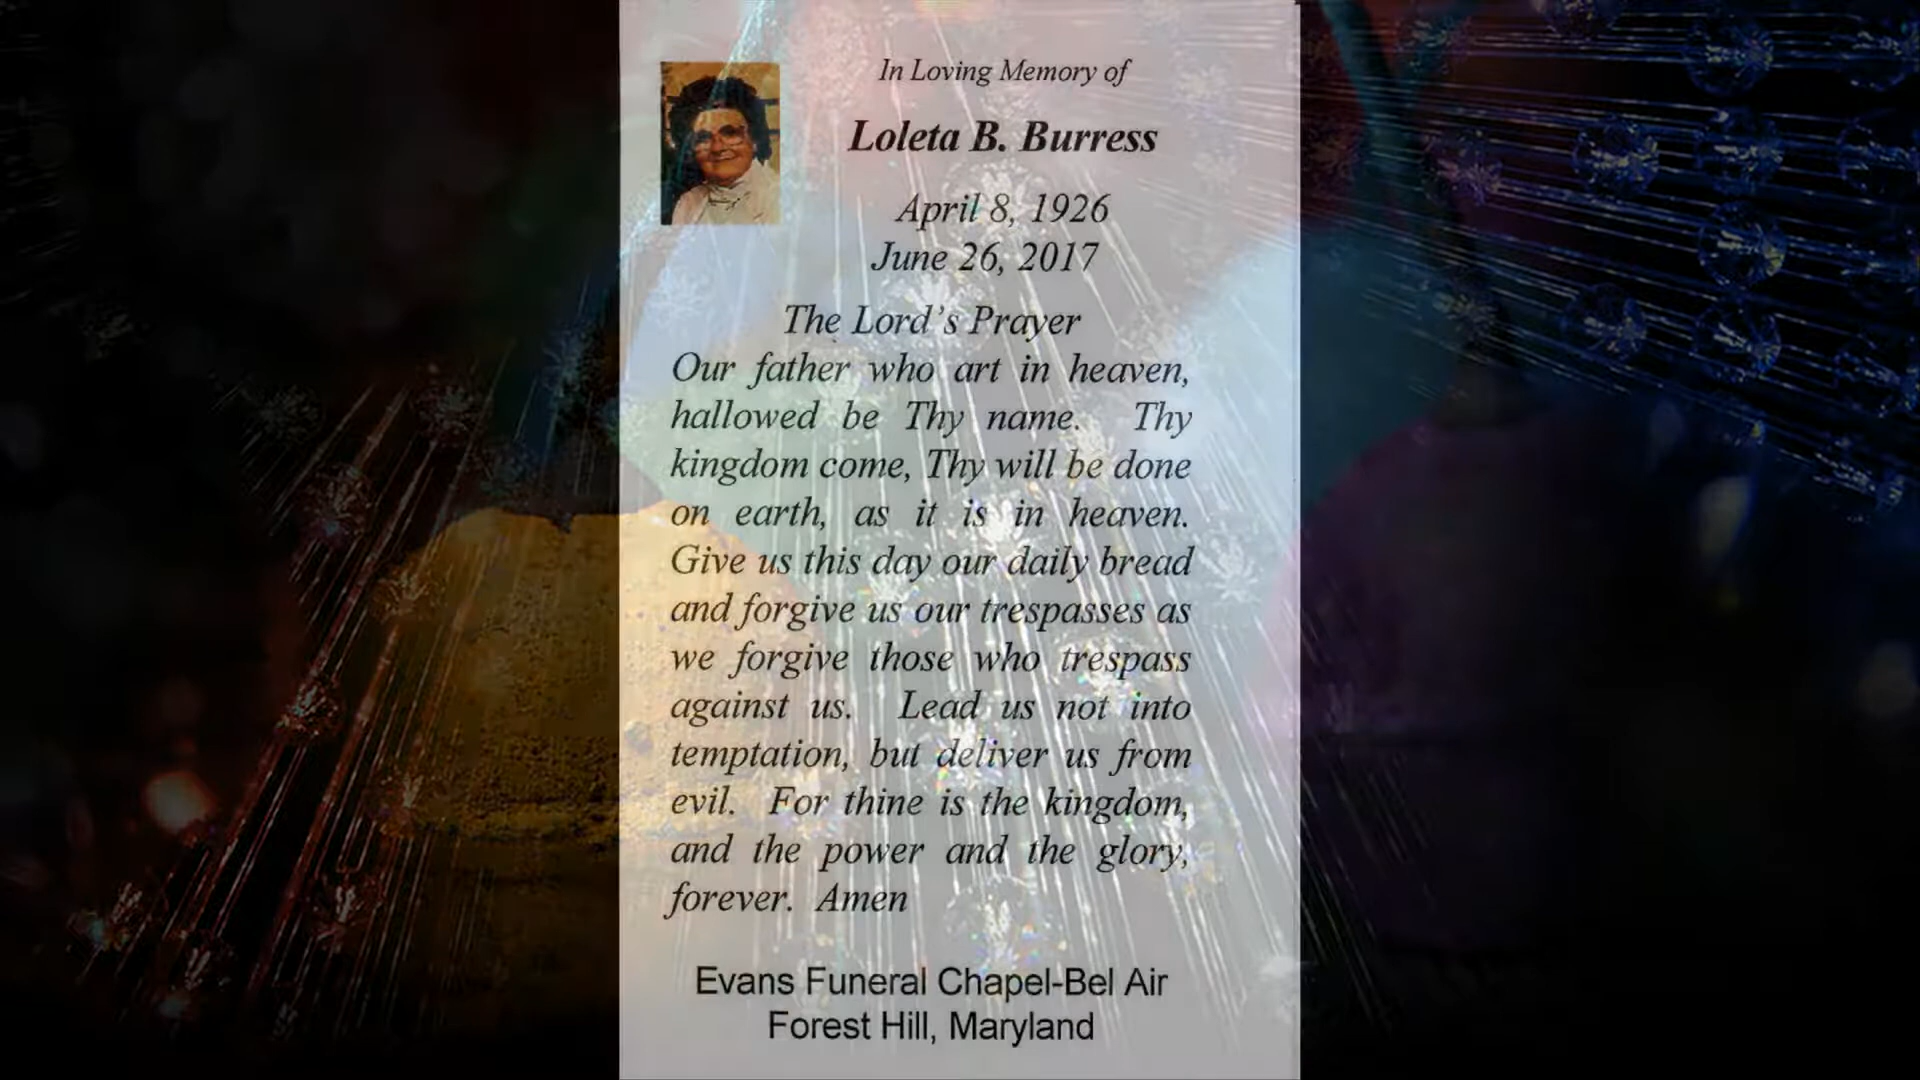 In Loving Memory of
Loleta B. Burress
April 8, 1926
June 26, 2017
The Lord's Prayer
Our father who art in heaven,
hallowed be Thy name. Thy
kingdom come, Thy will be done
on earth, as it is in heaven.
Give us this day our daily bread
and forgive us our trespasses as
we forgive those who trespass
against us. Lead us not into
temptation, but deliver us from
evil. For thine is the kingdom,
and the power and the glory,
forever. Amen
Evans Funeral Chapel-Bel Air
Forest Hill, Maryland